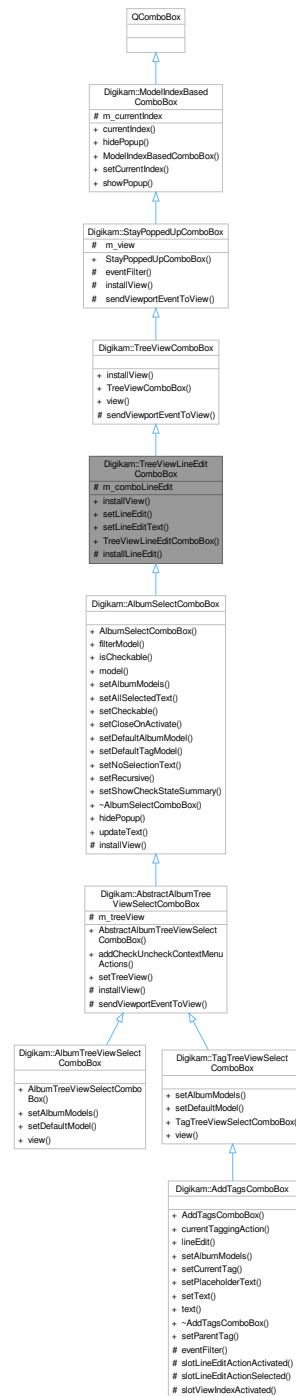 QComboBox
Digikam::ModelIndexBased
ComboBox
# m_currentIndex
+ currentIndex()
+ hidePopup()
+ ModelIndexBasedComboBox()
+ setCurrentIndex()
+ showPopup()
Digikam::StayPoppedUpComboBox
# m_view
+ StayPoppedUpComboBox()
# eventFilter()
# installView()
# sendViewportEventToView()
Digikam::TreeViewComboBox
+ installView()
+ TreeViewComboBox()
+ view()
# sendViewportEventToView()
Digikam::TreeViewLineEdit
ComboBox
# m_comboLineEdit
+ installView()
+ setLineEdit()
+ setLineEditText()
+ TreeViewLineEditComboBox()
# installLineEdit()
Digikam::AlbumSelectComboBox
+ AlbumSelectComboBox()
+ filterModel()
+ isCheckable()
+ model()
+ setAlbumModels()
+ setAllSelectedText()
+ setCheckable()
+ setCloseOnActivate()
+ setDefaultAlbumModel()
+ setDefaultTagModel()
+ setNoSelectionText()
+ setRecursive()
+ setShowCheckStateSummary()
+ ~AlbumSelectComboBox()
+ hidePopup()
+ updateText()
# installView()
Digikam::AbstractAlbumTree
ViewSelectComboBox
# m_treeView
+ AbstractAlbumTreeViewSelect
ComboBox()
+ addCheckUncheckContextMenu
Actions()
+ setTreeView()
# installView()
# sendViewportEventToView()
Digikam::AlbumTreeViewSelect
ComboBox
+ AlbumTreeViewSelectCombo
Box()
+ setAlbumModels()
+ setDefaultModel()
+ view()
Digikam::TagTreeViewSelect
ComboBox
+ setAlbumModels()
+ setDefaultModel()
+ TagTreeViewSelectComboBox()
+ view()
Digikam::AddTagsComboBox
+ AddTagsComboBox()
+ currentTaggingAction()
+ lineEdit()
+ setAlbumModels()
+ setCurrentTag()
+ setPlaceholderText()
+ setText()
+ text()
+ ~AddTagsComboBox()
+ setParentTag()
# eventFilter()
# slotLineEditActionActivated()
# slotLineEditActionSelected()
# slotViewIndexActivated()